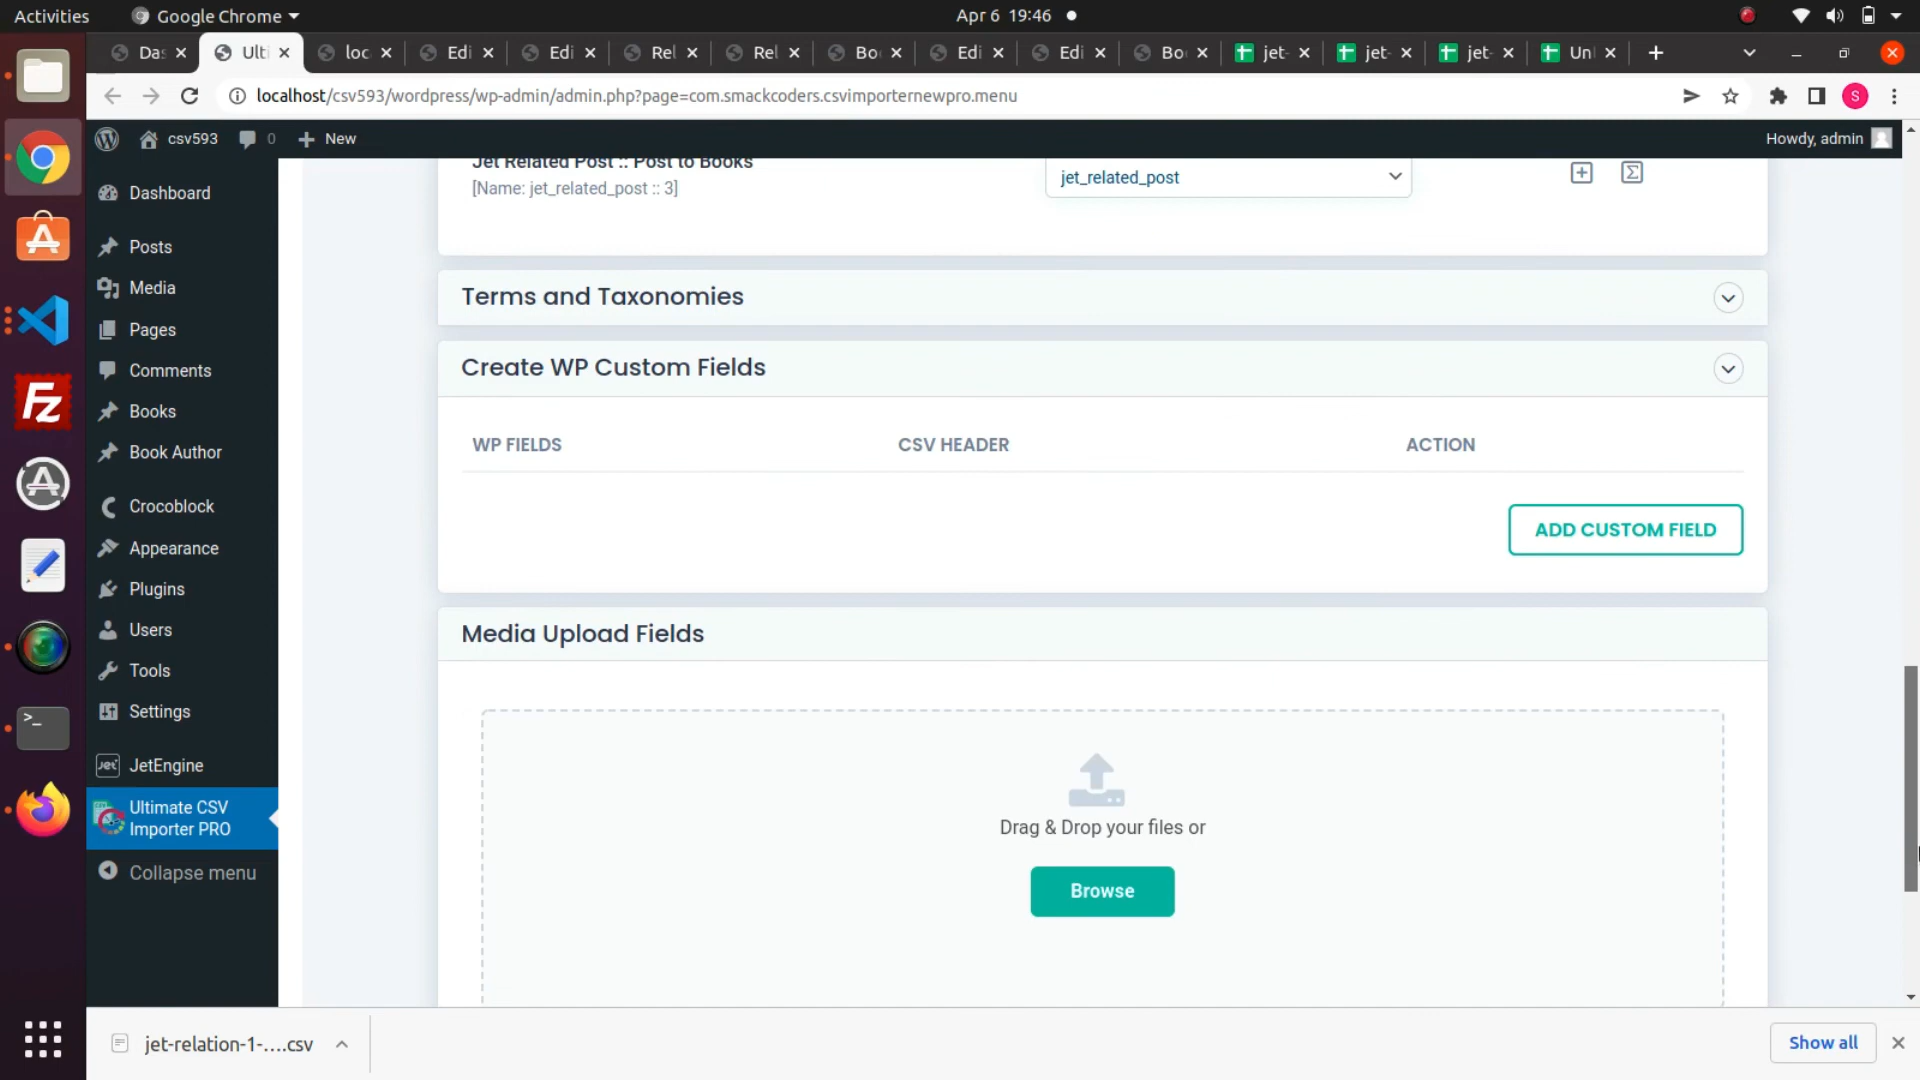 Activities
Google Chrome
Apr 6 19:46
Das
Ulti
loc
Edi
Edi
Rel
Rel
Bo
Edi
Edi
Bo
jet-
jet-
jet-
Un
localhost/csv593/wordpress/wp-admin/admin.php?page=com.smackcoders.csvimporternewpro.menu
S
csv593
0
New
Howdy, admin
Dashboard
Posts
Media
Pages
Comments
Books
Book Author
Crocoblock
Appearance
Plugins
Users
Tools
Settings
JetEngine
Ultimate CSV
Importer PRO
Collapse menu
Jet Related Post :: Post to Books
[Name: jet_related_post :: 3]
jet_related_post
Terms and Taxonomies
Create WP Custom Fields
WP FIELDS
CSV HEADER
ACTION
ADD CUSTOM FIELD
Media Upload Fields
Drag & Drop your files or
Browse
jet-relation-1-....csv
Show all